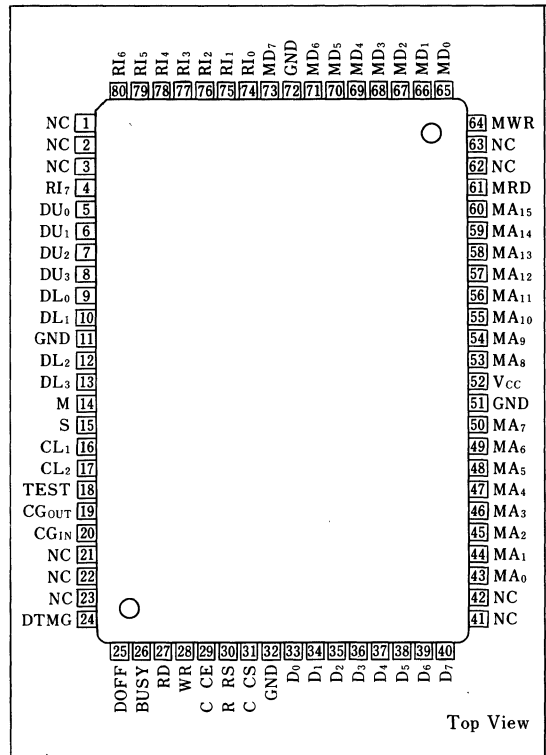 RI₆ RI₅ RI₄ RI₃ RI₂ RI₁ RI₀ MD₇ GND MD₆ MD₅ MD₄ MD₃ MD₂ MD₁ MD₀
80 79 78 77 76 75 74 73 72 71 70 69 68 67 66 65
NC 1
NC 2
NC 3
RI₇ 4
DU₀ 5
DU₁ 6
DU₂ 7
DU₃ 8
DL₀ 9
DL₁ 10
GND 11
DL₂ 12
DL₃ 13
M 14
S 15
CL₁ 16
CL₂ 17
TEST 18
CGOUT 19
CGIN 20
NC 21
NC 22
NC 23
DTMG 24
64 MWR
63 NC
62 NC
61 MRD
60 MA₁₅
59 MA₁₄
58 MA₁₃
57 MA₁₂
56 MA₁₁
55 MA₁₀
54 MA₉
53 MA₈
52 VCC
51 GND
50 MA₇
49 MA₆
48 MA₅
47 MA₄
46 MA₃
45 MA₂
44 MA₁
43 MA₀
42 NC
41 NC
25 26 27 28 29 30 31 32 33 34 35 36 37 38 39 40
DOFF BUSY RD WR C CE R RS C CS GND D₀ D₁ D₂ D₃ D₄ D₅ D₆ D₇
Top View